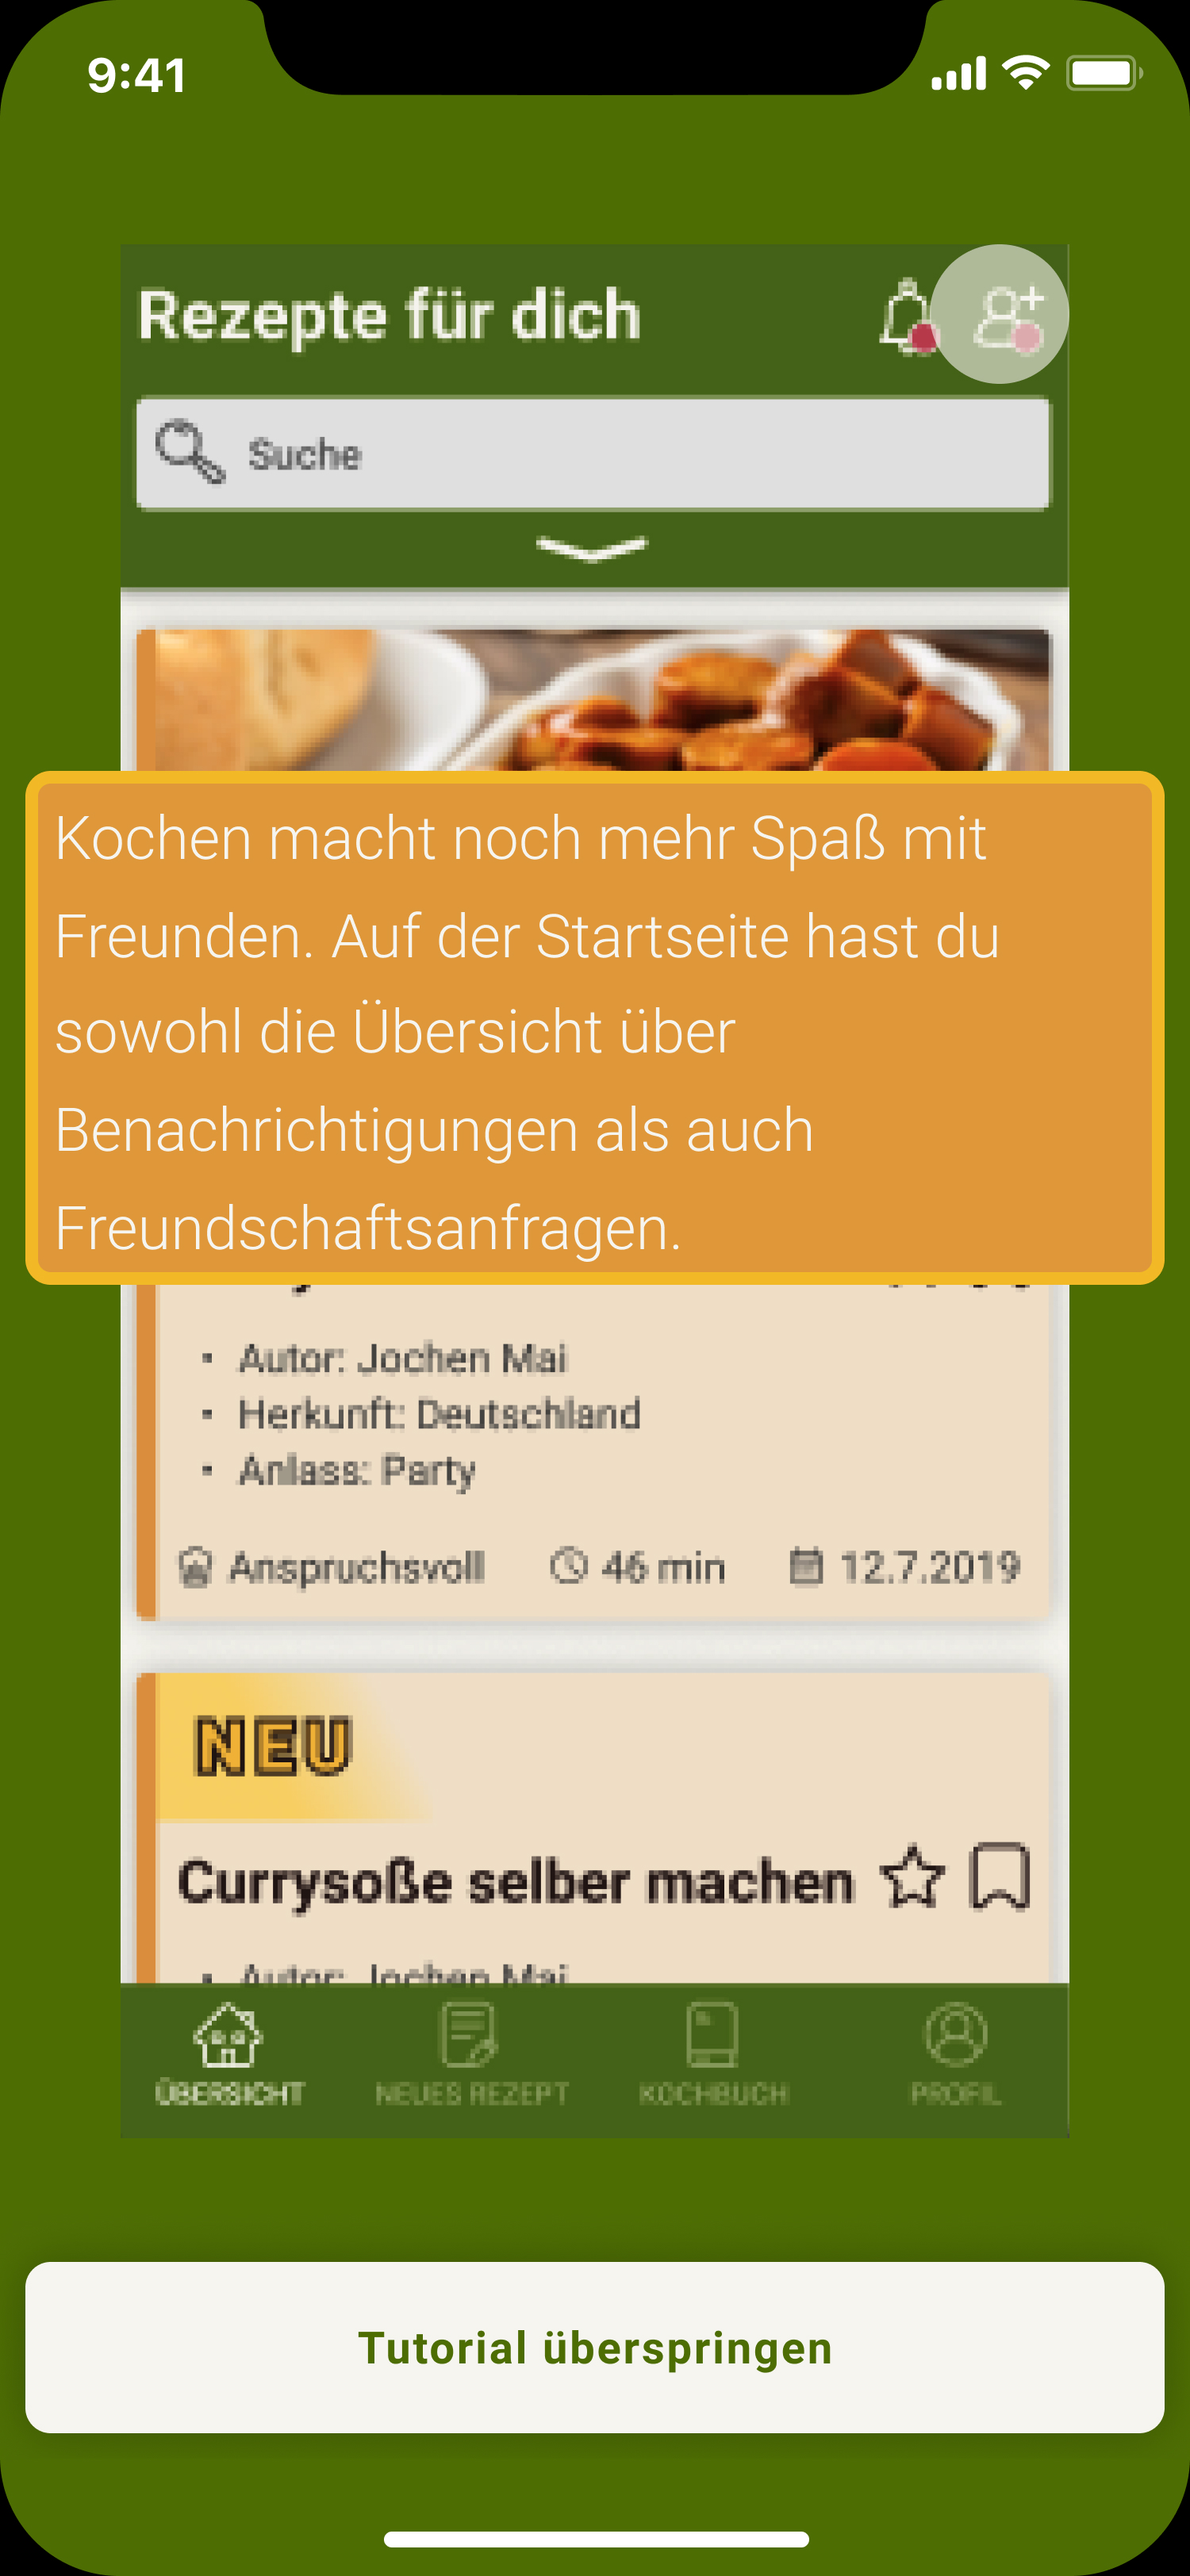 9:41
Rezepte für dich
Suche
Kochen macht noch mehr Spaß mit
Freunden. Auf der Startseite hast du
sowohl die Übersicht über
Benachrichtigungen als auch
Freundschaftsanfragen.
• Autor: Jochen Mai
• Herkunft: Deutschland
• Anlass: Party
Anspruchsvoll 46 min 12.7.2019
NEU
Currysoße selber machen
• Autor: Jochen Mai
ÜBERSICHT NEUES REZEPT KOCHBUCH PROFIL
Tutorial überspringen